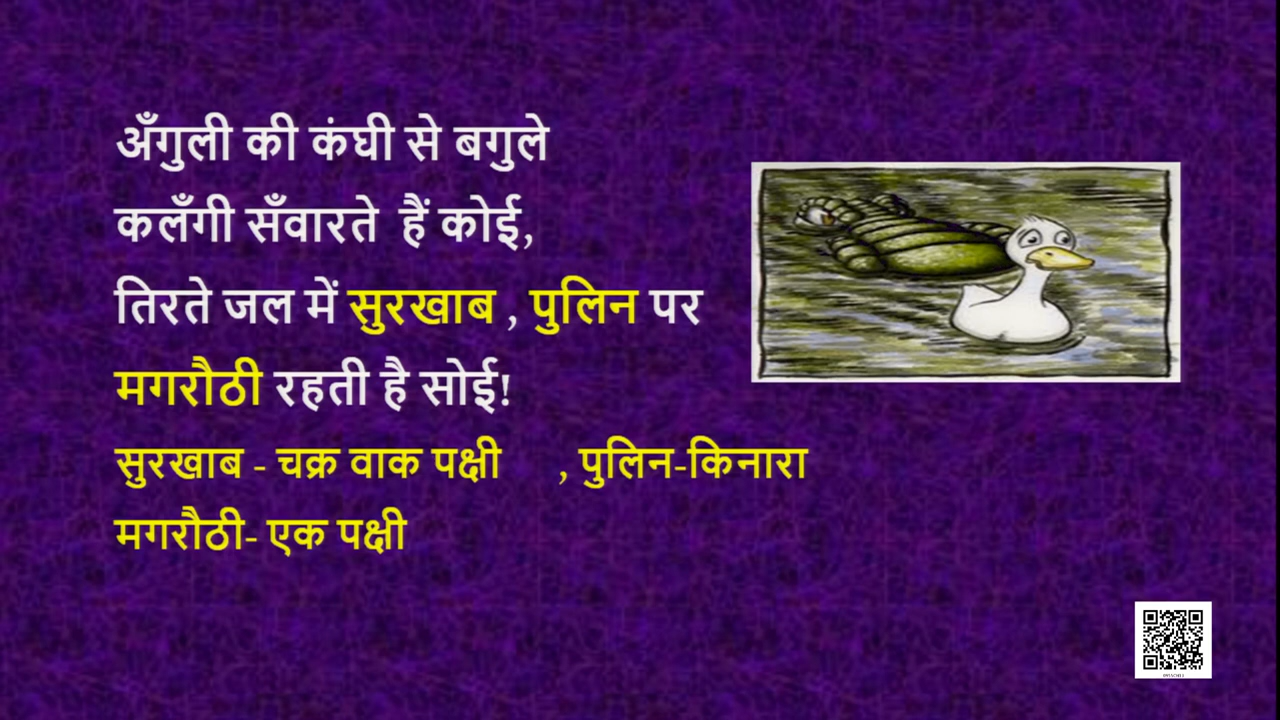 अँगुली की कंघी से बगुले
कलँगी सँवारते हैं कोई,
तिरते जल में सुरखाब , पुलिन पर
मगरौठी रहती है सोई!
सुरखाब - चक्र वाक पक्षी , पुलिन-किनारा
मगरौठी- एक पक्षी